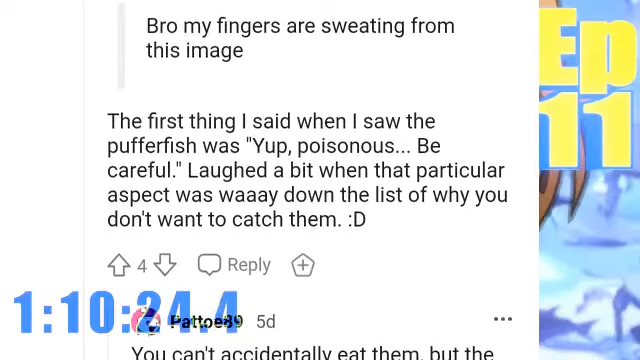 Bro my fingers are sweating from
this image
Ep
11
The first thing I said when I saw the
pufferfish was "Yup, poisonous... Be
careful." Laughed a bit when that particular
aspect was waaay down the list of why you
don't want to catch them. :D
4 Reply
1:10:24.4
Pattoe89 5d
You can't accidentally eat them, but the